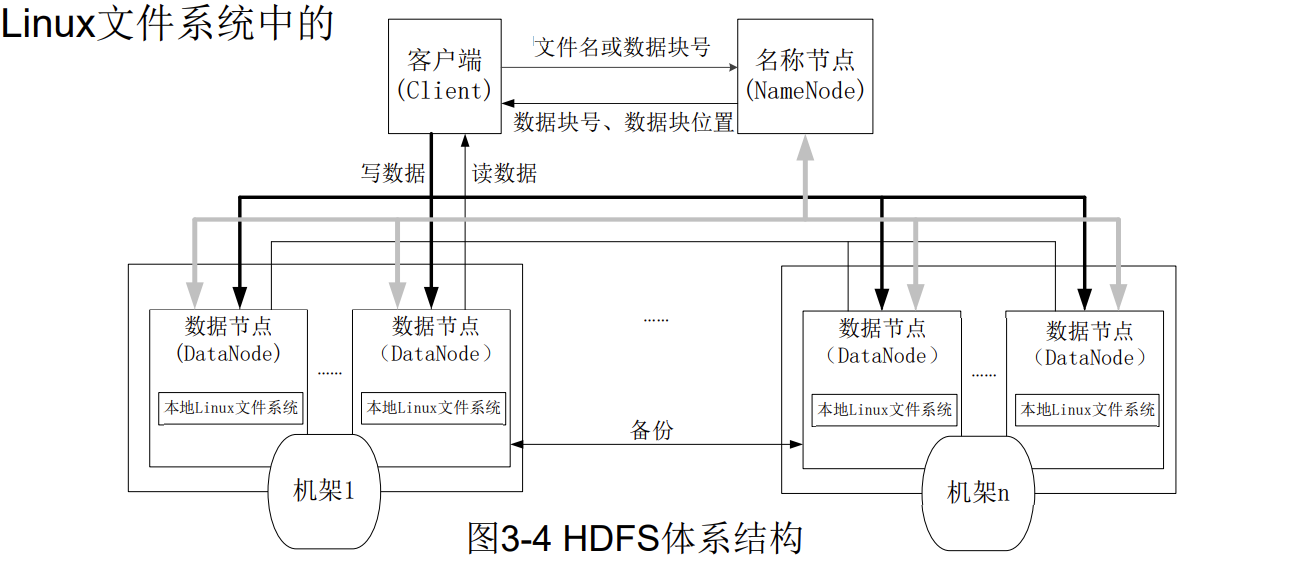 Linux文件系统中的
客户端
(Client)
文件名或数据块号
名称节点
(NameNode)
数据块号、数据块位置
写数据
读数据
数据节点
(DataNode)
本地Linux文件系统
……
数据节点
（DataNode）
本地Linux文件系统
……
数据节点
（DataNode）
本地Linux文件系统
……
数据节点
（DataNode）
本地Linux文件系统
备份
机架1
机架n
图3-4 HDFS体系结构